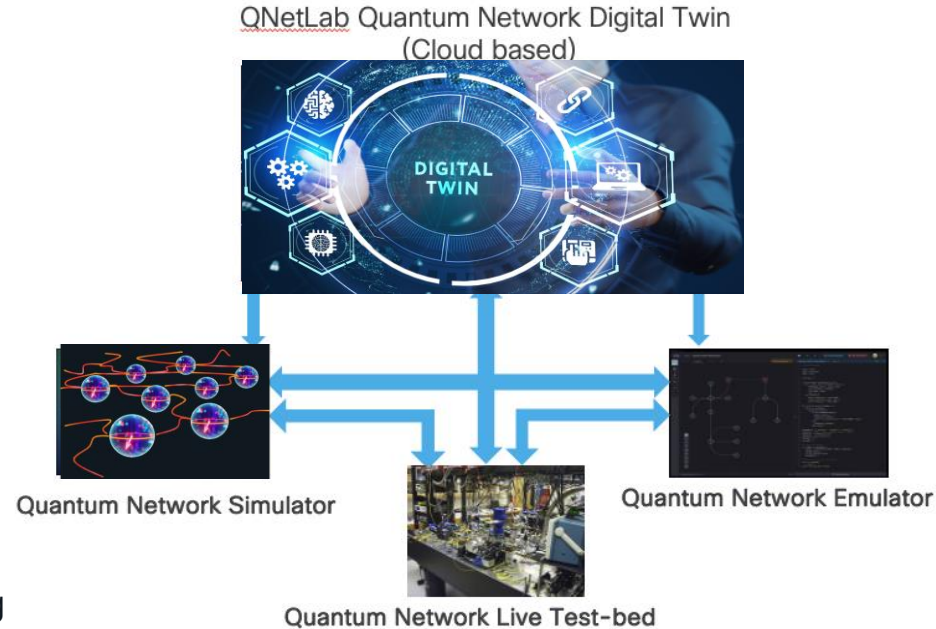 QNetLab Quantum Network Digital Twin
(Cloud based)
DIGITAL
TWIN
Quantum Network Simulator
Quantum Network Emulator
Quantum Network Live Test-bed